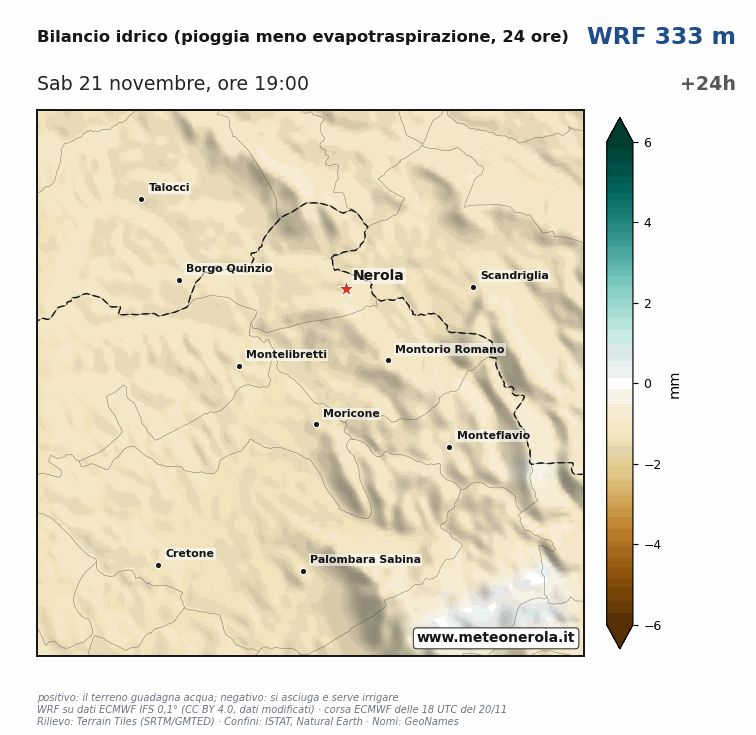 Bilancio idrico (pioggia meno evapotraspirazione, 24 ore)
WRF 333 m
Sab 21 novembre, ore 19:00
+24h
Talocci
Borgo Quinzio
Nerola
Scandriglia
Montelibretti
Montorio Romano
Moricone
Monteflavio
Cretone
Palombara Sabina
www.meteonerola.it
6
4
2
0
−2
−4
−6
mm
positivo: il terreno guadagna acqua; negativo: si asciuga e serve irrigare
WRF su dati ECMWF IFS 0,1° (CC BY 4.0, dati modificati) · corsa ECMWF delle 18 UTC del 20/11
Rilievo: Terrain Tiles (SRTM/GMTED) · Confini: ISTAT, Natural Earth · Nomi: GeoNames